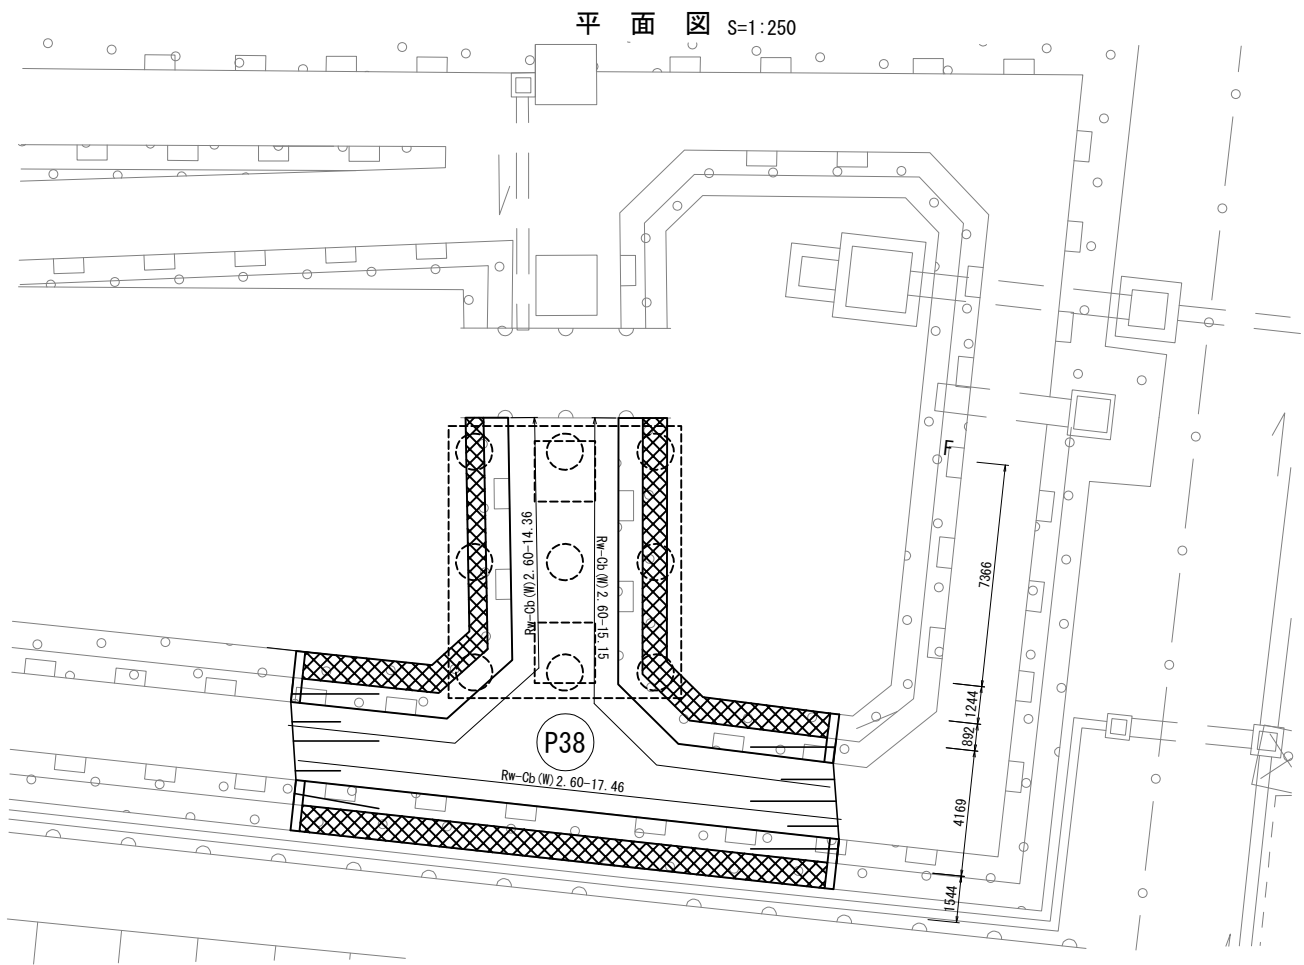 平 面 図 S=1:250
F
7366
Rw-Cb(W)2.60-14.36
Rw-Cb(W)2.60-15.15
1244
892
P38
Rw-Cb(W)2.60-17.46
4169
1544